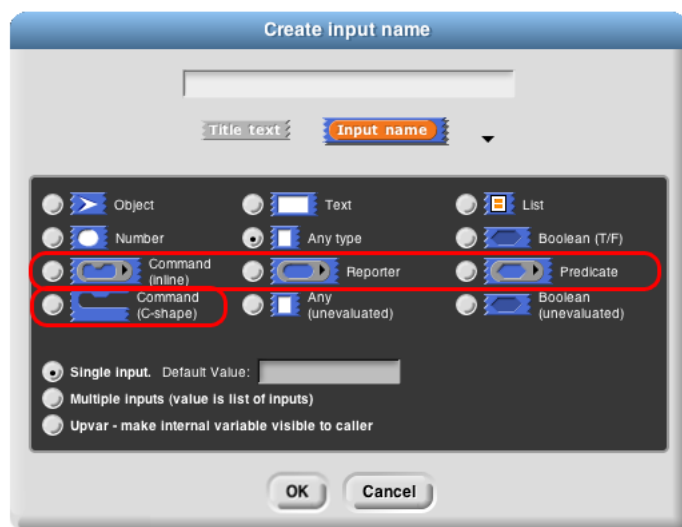 Create input name
Title text Input name
Object Text List
Number Any type Boolean (T/F)
Command (inline) Reporter Predicate
Command (C-shape) Any (unevaluated) Boolean (unevaluated)
Single input. Default Value:
Multiple inputs (value is list of inputs)
Upvar - make internal variable visible to caller
OK Cancel